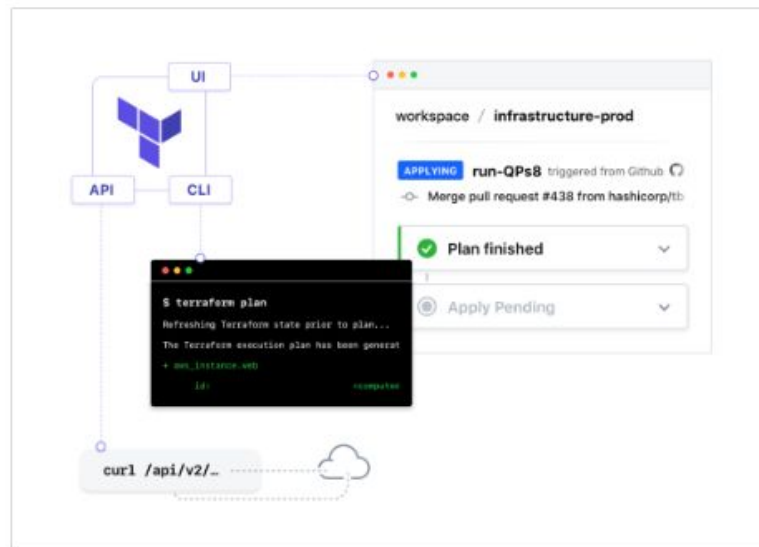 UI
API
CLI
workspace / infrastructure-prod
APPLYING run-QPs8 triggered from Github
Merge pull request #438 from hashicorp/tb
Plan finished
Apply Pending
$ terraform plan
Refreshing Terraform state prior to plan...
The Terraform execution plan has been generat
+ aws_instance.web
id: <computed
curl /api/v2/…